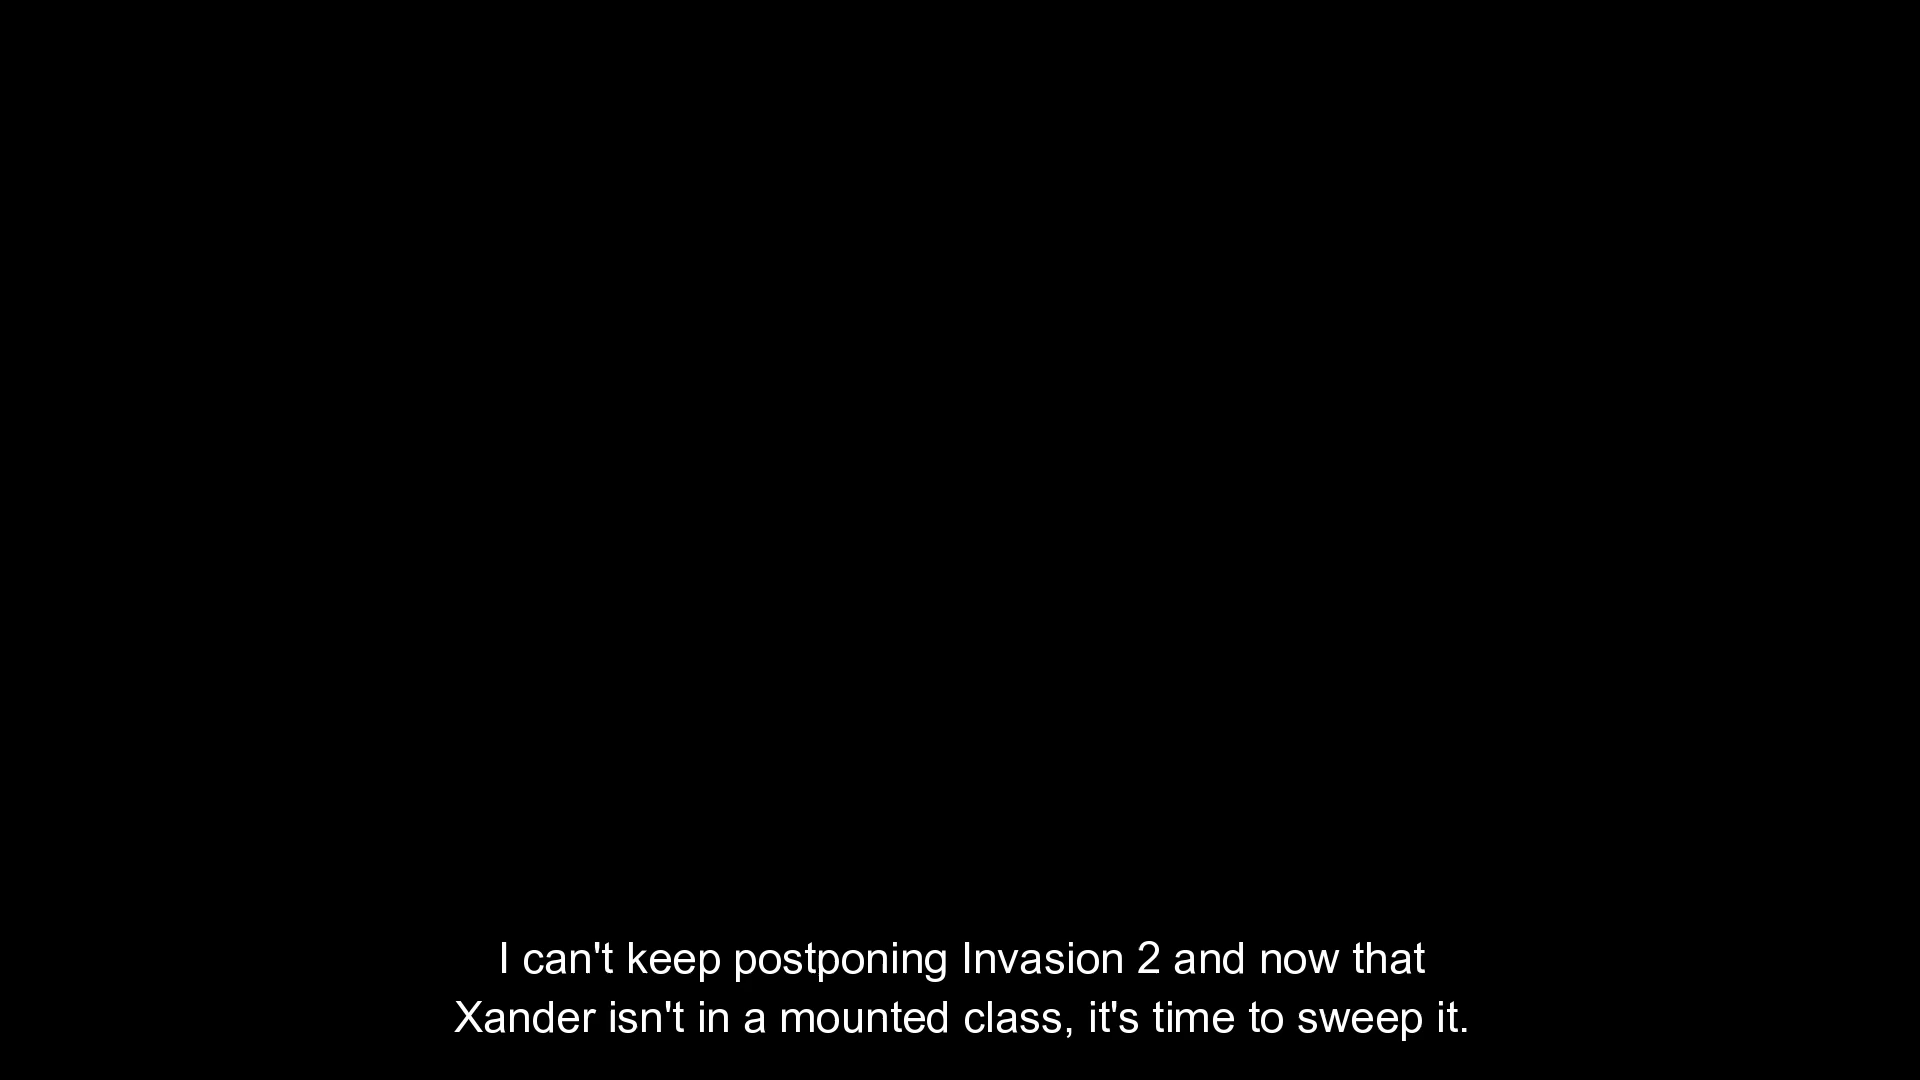 I can't keep postponing Invasion 2 and now that
Xander isn't in a mounted class, it's time to sweep it.